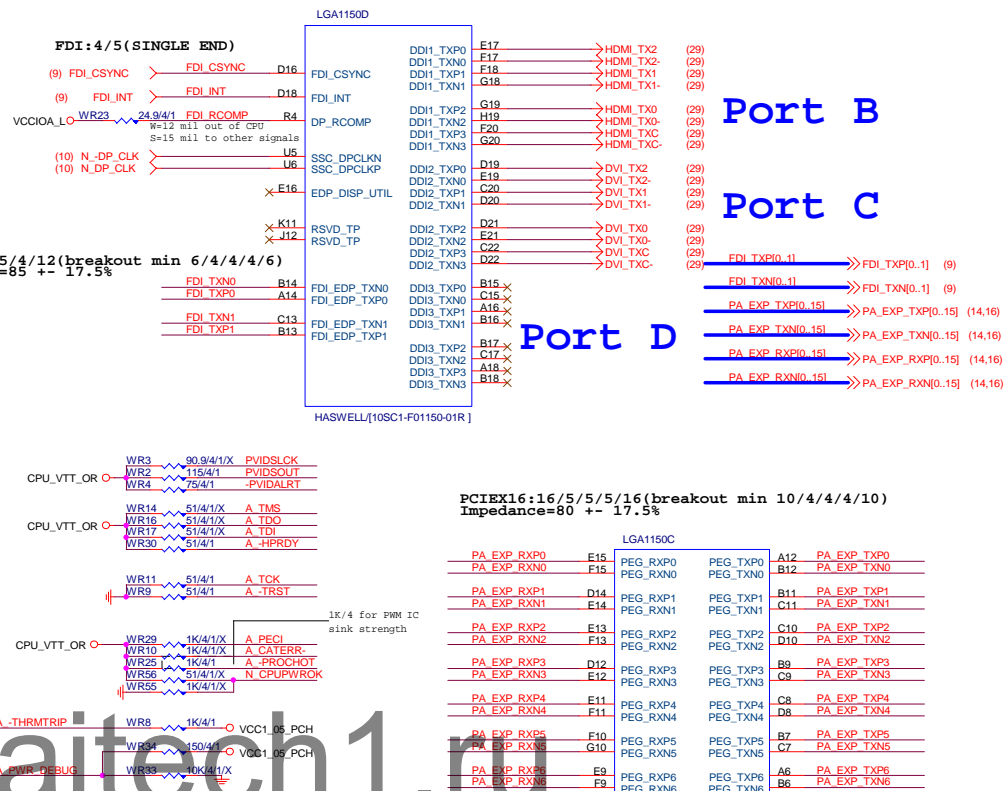 LGA1150D
FDI:4/5(SINGLE END)
(9) FDI_CSYNC FDI_CSYNC D16 FDI_CSYNC
(9) FDI_INT FDI_INT D18 FDI_INT
VCCIOA_L WR23 24.9/4/1 FDI_RCOMP R4 DP_RCOMP
W=12 mil out of CPU
S=15 mil to other signals
(10) N_-DP_CLK U5 SSC_DPCLKN
(10) N_DP_CLK U6 SSC_DPCLKP
E16 EDP_DISP_UTIL
K11 RSVD_TP
J12 RSVD_TP
5/4/12(breakout min 6/4/4/4/6)
=85 +- 17.5%
FDI_TXN0 B14 FDI_EDP_TXN0
FDI_TXP0 A14 FDI_EDP_TXP0
FDI_TXN1 C13 FDI_EDP_TXN1
FDI_TXP1 B13 FDI_EDP_TXP1
DDI1_TXP0 E17 HDMI_TX2 (29)
DDI1_TXN0 F17 HDMI_TX2- (29)
DDI1_TXP1 F18 HDMI_TX1 (29)
DDI1_TXN1 G18 HDMI_TX1- (29)
DDI1_TXP2 G19 HDMI_TX0 (29)
DDI1_TXN2 H19 HDMI_TX0- (29)
DDI1_TXP3 F20 HDMI_TXC (29)
DDI1_TXN3 G20 HDMI_TXC- (29)
Port B
DDI2_TXP0 D19 DVI_TX2 (29)
DDI2_TXN0 E19 DVI_TX2- (29)
DDI2_TXP1 C20 DVI_TX1 (29)
DDI2_TXN1 D20 DVI_TX1- (29)
DDI2_TXP2 D21 DVI_TX0 (29)
DDI2_TXN2 E21 DVI_TX0- (29)
DDI2_TXP3 C22 DVI_TXC (29)
DDI2_TXN3 D22 DVI_TXC- (29)
Port C
DDI3_TXP0 B15
DDI3_TXN0 C15
DDI3_TXP1 A16
DDI3_TXN1 B16
DDI3_TXP2 B17
DDI3_TXN2 C17
DDI3_TXP3 A18
DDI3_TXN3 B18
Port D
HASWELL/[10SC1-F01150-01R ]
FDI_TXP[0..1] FDI_TXP[0..1] (9)
FDI_TXN[0..1] FDI_TXN[0..1] (9)
PA_EXP_TXP[0..15] PA_EXP_TXP[0..15] (14,16)
PA_EXP_TXN[0..15] PA_EXP_TXN[0..15] (14,16)
PA_EXP_RXP[0..15] PA_EXP_RXP[0..15] (14,16)
PA_EXP_RXN[0..15] PA_EXP_RXN[0..15] (14,16)
CPU_VTT_OR
WR3 90.9/4/1/X PVIDSLCK
WR2 115/4/1 PVIDSOUT
WR4 75/4/1 -PVIDALRT
CPU_VTT_OR
WR14 51/4/1/X A_TMS
WR16 51/4/1/X A_TDO
WR17 51/4/1/X A_TDI
WR30 51/4/1 A_-HPRDY
WR11 51/4/1 A_TCK
WR9 51/4/1 A_-TRST
1K/4 for PWM IC
sink strength
CPU_VTT_OR
WR29 1K/4/1/X A_PECI
WR10 1K/4/1/X A_CATERR-
WR25 1K/4/1 A_-PROCHOT
WR56 51/4/1/X N_CPUPWROK
WR55 1K/4/1/X
A_-THRMTRIP WR8 1K/4/1 VCC1_05_PCH
WR34 150/4/1 VCC1_05_PCH
A_PWR_DEBUG WR33 10K/4/1/X
PCIEX16:16/5/5/5/16(breakout min 10/4/4/4/10)
Impedance=80 +- 17.5%
LGA1150C
PA_EXP_RXP0 E15 PEG_RXP0 PEG_TXP0 A12 PA_EXP_TXP0
PA_EXP_RXN0 F15 PEG_RXN0 PEG_TXN0 B12 PA_EXP_TXN0
PA_EXP_RXP1 D14 PEG_RXP1 PEG_TXP1 B11 PA_EXP_TXP1
PA_EXP_RXN1 E14 PEG_RXN1 PEG_TXN1 C11 PA_EXP_TXN1
PA_EXP_RXP2 E13 PEG_RXP2 PEG_TXP2 C10 PA_EXP_TXP2
PA_EXP_RXN2 F13 PEG_RXN2 PEG_TXN2 D10 PA_EXP_TXN2
PA_EXP_RXP3 D12 PEG_RXP3 PEG_TXP3 B9 PA_EXP_TXP3
PA_EXP_RXN3 E12 PEG_RXN3 PEG_TXN3 C9 PA_EXP_TXN3
PA_EXP_RXP4 E11 PEG_RXP4 PEG_TXP4 C8 PA_EXP_TXP4
PA_EXP_RXN4 F11 PEG_RXN4 PEG_TXN4 D8 PA_EXP_TXN4
PA_EXP_RXP5 F10 PEG_RXP5 PEG_TXP5 B7 PA_EXP_TXP5
PA_EXP_RXN5 G10 PEG_RXN5 PEG_TXN5 C7 PA_EXP_TXN5
PA_EXP_RXP6 E9 PEG_RXP6 PEG_TXP6 A6 PA_EXP_TXP6
PA_EXP_RXN6 F9 PEG_RXN6 PEG_TXN6 B6 PA_EXP_TXN6
aitech1.ru